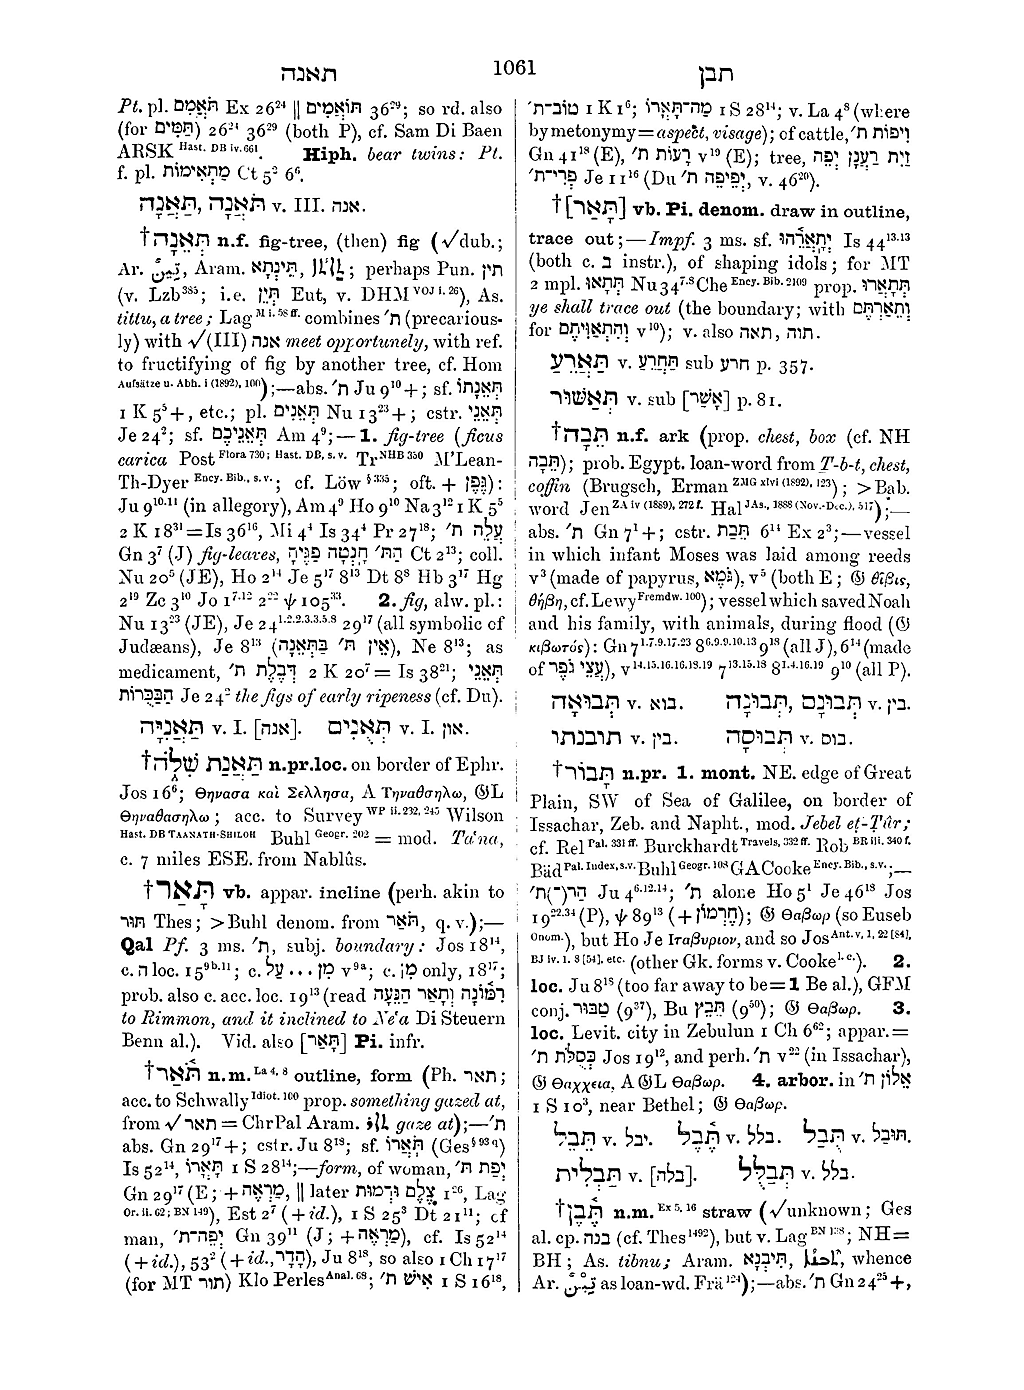 תאנה
1061
תבן
Pt. pl. תֹּאֲמִם Ex 26²⁴ || תּוֹאֲמִים 36²⁹; so rd. also
(for תַּמִּים) 26²⁴ 36²⁹ (both P), cf. Sam Di Baen
ARSK Hast. DB iv. 661. Hiph. bear twins: Pt.
f. pl. מַתְאִימוֹת Ct 5² 6⁶.
תַּאֲנָה, תֹּאֲנָה v. III. אנה.
†תְּאֵנָה n.f. fig-tree, (then) fig (√dub.;
Ar. تِينٌ, Aram. תֵּינְתָא, ; perhaps Pun. תין
(v. Lzb³⁸⁵; i.e. תְּיִן Eut, v. DHM VOJ i. 26), As.
tittu, a tree; Lag M i. 58 ff. combines ת׳ (precarious-
ly) with √(III) אנה meet opportunely, with ref.
to fructifying of fig by another tree, cf. Hom
Aufsätze u. Abh. i (1892), 100);—abs. ת׳ Ju 9¹⁰ +; sf. תְּאֵנָתוֹ
1 K 5⁵ +, etc.; pl. תְּאֵנִים Nu 13²³ +; cstr. תְּאֵנֵי
Je 24²; sf. תְּאֵנֵיכֶם Am 4⁹;—1. fig-tree (ficus
carica Post Flora 730; Hast. DB, s. v. Tr NHB 350 M'Lean-
Th-Dyer Ency. Bib., s.v.; cf. Löw § 335; oft. + גֶּפֶן):
Ju 9¹⁰·¹¹ (in allegory), Am 4⁹ Ho 9¹⁰ Na 3¹² 1 K 5⁵
2 K 18³¹ = Is 36¹⁶, Mi 4⁴ Is 34⁴ Pr 27¹⁸; עֲלֵה ת׳
Gn 3⁷ (J) fig-leaves, הַתּ׳ חָנְטָה פַגֶּיהָ Ct 2¹³; coll.
Nu 20⁵ (JE), Ho 2¹⁴ Je 5¹⁷ 8¹³ Dt 8⁸ Hb 3¹⁷ Hg
2¹⁹ Zc 3¹⁰ Jo 1⁷·¹² 2²² ψ 105³³. 2. fig, alw. pl.:
Nu 13²³ (JE), Je 24¹·²·²·³·³·⁵·⁸ 29¹⁷ (all symbolic of
Judæans), Je 8¹³ (אֵין תּ׳ בַּתְּאֵנָה), Ne 8¹³; as
medicament, דְּבֶלֶת ת׳ 2 K 20⁷ = Is 38²¹; תְּאֵנֵי
הַבַּכֻּרוֹת Je 24² the figs of early ripeness (cf. Du).
תַּאֲנִיָּה v. I. [אנה]. תְּאֻנִים v. I. און.
†תַּאֲנַת שִׁלֹה n.pr.loc. on border of Ephr.
Jos 16⁶; Θηνασα καὶ Σελλησα, A Τηναθσηλω, 𝔊L
Θηναθασηλω; acc. to Survey WP ii. 232, 245 Wilson
Hast. DB TAANATH-SHILOH Buhl Geogr. 202 = mod. Taʿna,
c. 7 miles ESE. from Nablûs.
†תָּאַר vb. appar. incline (perh. akin to
תּוּר Thes; >Buhl denom. from תֹּאַר, q. v.);—
Qal Pf. 3 ms. ת׳, subj. boundary: Jos 18¹⁴,
c. ה loc. 15⁹ᵇ·¹¹; c. מִן ... עַל v⁹ᵃ; c. מִן only, 18¹⁷;
prob. also c. acc. loc. 19¹³ (read רִמּוֹנָה וְתָאַר הַנֵּעָה
to Rimmon, and it inclined to Neʿa Di Steuern
Benn al.). Vid. also [תָּאַר] Pi. infr.
†תֹּאַר n.m. La 4, 8 outline, form (Ph. תאר;
acc. to Schwally Idiot. 100 prop. something gazed at,
from √תאר = ChrPal Aram. gaze at);—ת׳
abs. Gn 29¹⁷ +; cstr. Ju 8¹⁸; sf. תֹּאֲרוֹ (Ges § 93 q)
Is 52¹⁴, תָּאֳרוֹ 1 S 28¹⁴;—form, of woman, יְפַת ת׳
Gn 29¹⁷ (E; + מַרְאֶה, || later צֶלֶם וּדְמוּת 1²⁶, Lag
Or. ii. 62; BN 149), Est 2⁷ (+ id.), 1 S 25³ Dt 21¹¹; of
man, יְפֵה־ת׳ Gn 39¹¹ (J; + מַרְאֶה), cf. Is 52¹⁴
(+ id.), 53² (+ id., הָדָר), Ju 8¹⁸, so also 1 Ch 17¹⁷
(for MT תּוֹר) Klo Perles Anal. 68; אִישׁ ת׳ 1 S 16¹⁸,
טוֹב־ת׳ 1 K 1⁶; מַה־תָּאֳרוֹ 1 S 28¹⁴; v. La 4⁸ (where
by metonymy = aspect, visage); of cattle, וִיפוֹת ת׳
Gn 41¹⁸ (E), רָעוֹת ת׳ v¹⁹ (E); tree, זַיִת רַעֲנָן יְפֵה
פְרִי־ת׳ Je 11¹⁶ (Du יְפֵיפֶה ת׳, v. 46²⁰).
†[תָּאַר] vb. Pi. denom. draw in outline,
trace out;—Impf. 3 ms. sf. יְתָאֲרֵהוּ Is 44¹³·¹³
(both c. ב instr.), of shaping idols; for MT
2 mpl. תְּתָאוּ Nu 34⁷·⁸ Che Ency. Bib. 2109 prop. תְּתָאֲרוּ
ye shall trace out (the boundary; with וְתֵאַרְתֶּם
for וְהִתְאַוִּיתֶם v¹⁰); v. also תוה, תאה.
תַּאֲרֵעַ v. תַּחְרֵעַ sub חרע p. 357.
תְּאַשּׁוּר v. sub [אָשֻׁר] p. 81.
†תֵּבָה n.f. ark (prop. chest, box (cf. NH
תֵּבָה); prob. Egypt. loan-word from T-b-t, chest,
coffin (Brugsch, Erman ZMG xlvi (1892), 123); >Bab.
word Jen ZA iv (1889), 272 f. Hal JAs., 1888 (Nov.-Dec.), 517);—
abs. ת׳ Gn 7¹ +; cstr. תֵּבַת 6¹⁴ Ex 2³;—vessel
in which infant Moses was laid among reeds
v³ (made of papyrus, גֹּמֶא), v⁵ (both E; 𝔊 θῖβις,
θήβη, cf. Lewy Fremdw. 100); vessel which saved Noah
and his family, with animals, during flood (𝔊
κιβωτός): Gn 7¹·⁷·⁹·¹⁷·²³ 8⁶·⁹·⁹·¹⁰·¹³ 9¹⁸ (all J), 6¹⁴ (made
of עֲצֵי גֹפֶר), v¹⁴·¹⁵·¹⁶·¹⁶·¹⁸·¹⁹ 7¹³·¹⁵·¹⁸ 8¹·⁴·¹⁶·¹⁹ 9¹⁰ (all P).
תְּבוּאָה v. בוא. תְּבוּנָה, תְּבוּנָם v. בין.
תובנתו v. בין. תְּבוּסָה v. בוס.
†תָּבוֹר n.pr. 1. mont. NE. edge of Great
Plain, SW of Sea of Galilee, on border of
Issachar, Zeb. and Napht., mod. Jebel eṭ-Ṭûr;
cf. Rel Pal. 331 ff. Burckhardt Travels, 332 ff. Rob BR iii. 340 f.
Bäd Pal. Index, s.v. Buhl Geogr. 108 GACooke Ency. Bib., s.v.;—
הַר(־)ת׳ Ju 4⁶·¹²·¹⁴; ת׳ alone Ho 5¹ Je 46¹⁸ Jos
19²²·³⁴ (P), ψ 89¹³ (+ חֶרְמוֹן); 𝔊 Θαβωρ (so Euseb
Onom.), but Ho Je Ιταβυριον, and so Jos Ant. v. 1, 22 [84],
BJ iv. 1. 8 [54], etc. (other Gk. forms v. Cooke l. c.). 2.
loc. Ju 8¹⁸ (too far away to be = 1 Be al.), GFM
conj. טַבּוּר (9³⁷), Bu תֵּבֵץ (9⁵⁰); 𝔊 Θαβωρ. 3.
loc. Levit. city in Zebulun 1 Ch 6⁶²; appar. =
כִּסְלֹת ת׳ Jos 19¹², and perh. ת׳ v²² (in Issachar),
𝔊 Θαχχεια, A 𝔊L Θαβωρ. 4. arbor. in אֵלוֹן ת׳
1 S 10³, near Bethel; 𝔊 Θαβωρ.
תֵּבֵל v. יבל. תֶּבֶל v. בלל. תֻּבַל v. תּוּבַל.
תַּבְלִית v. [בלה]. תְּבַלֻּל v. בלל.
†תֶּבֶן n.m. Ex 5, 16 straw (√unknown; Ges
al. cp. בנה (cf. Thes¹⁴⁹²), but v. Lag BN 138; NH =
BH; As. tibnu; Aram. תִּיבְנָא, , whence
Ar. تِبْنٌ as loan-wd. Frä¹²⁴);—abs. ת׳ Gn 24²⁵ +,